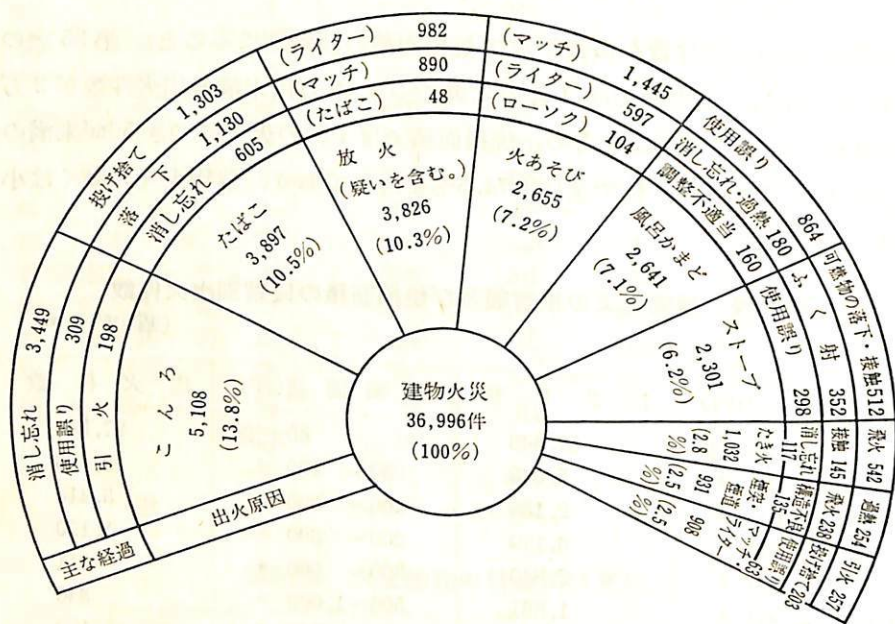 建物火災
36,996件
(100%)
出火原因
主な経過
こんろ
5,108
(13.8%)
消し忘れ 3,449
使用誤り 309
引火 198
たばこ
3,897
(10.5%)
投げ捨て 1,303
落下 1,130
消し忘れ 605
放火
(疑いを含む。)
3,826
(10.3%)
(ライター) 982
(マッチ) 890
(たばこ) 48
火あそび
2,655
(7.2%)
(マッチ) 1,445
(ライター) 597
(ローソク) 104
風呂かまど
2,641
(7.1%)
使用誤り 864
消し忘れ・過熱 180
調整不適当 160
ストーブ
2,301
(6.2%)
可燃物の落下・接触 512
ふく射 352
使用誤り 298
たき火
1,032
(2.8%)
飛火 542
接触 145
消し忘れ 117
煙突・煙道
931
(2.5%)
過熱 254
飛火 238
構造不良 135
マッチ・ライター
908
(2.5%)
引火 257
投げ捨て 203
使用誤り 63